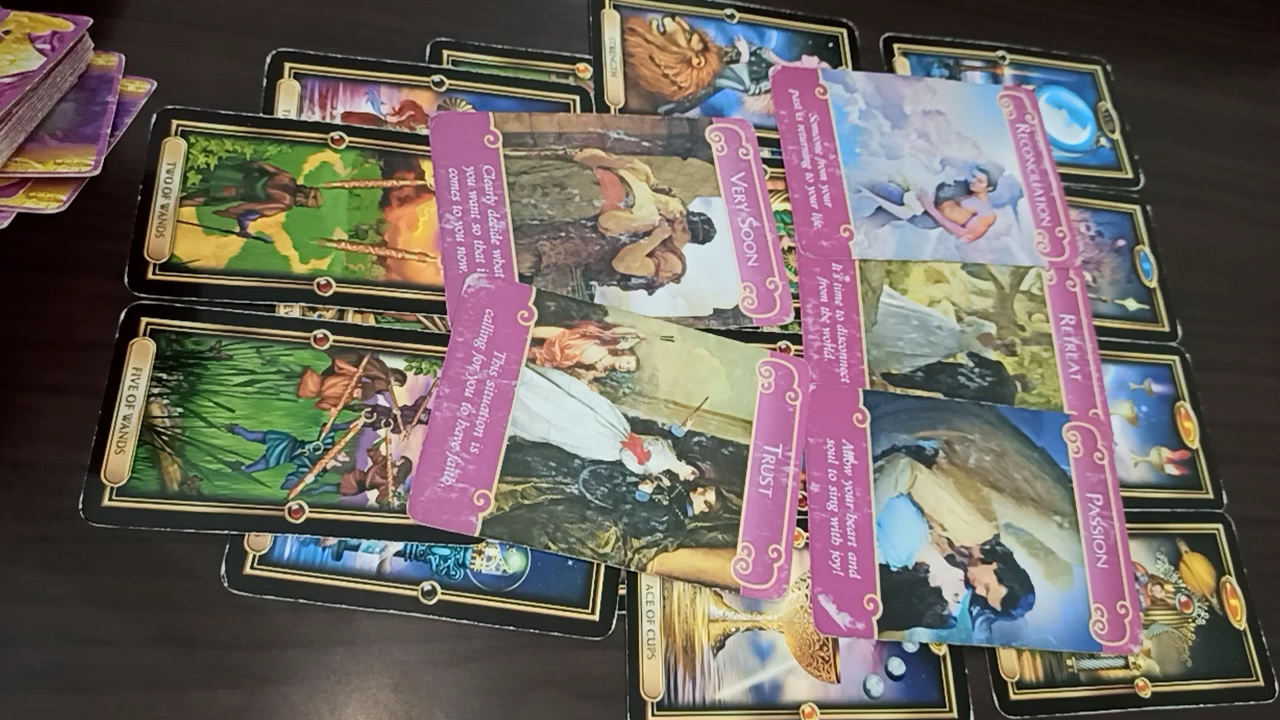 STRENGTH
TWO OF WANDS
FIVE OF WANDS
ACE OF CUPS
VERY SOON
Clearly decide what
you want so that i
comes to you now.
RECONCILIATION
Someone from your
past is returning to your life.
RETREAT
It's time to disconnect
from the world.
TRUST
This situation is
calling for you to have faith.
PASSION
Allow your heart and
soul to sing with joy!